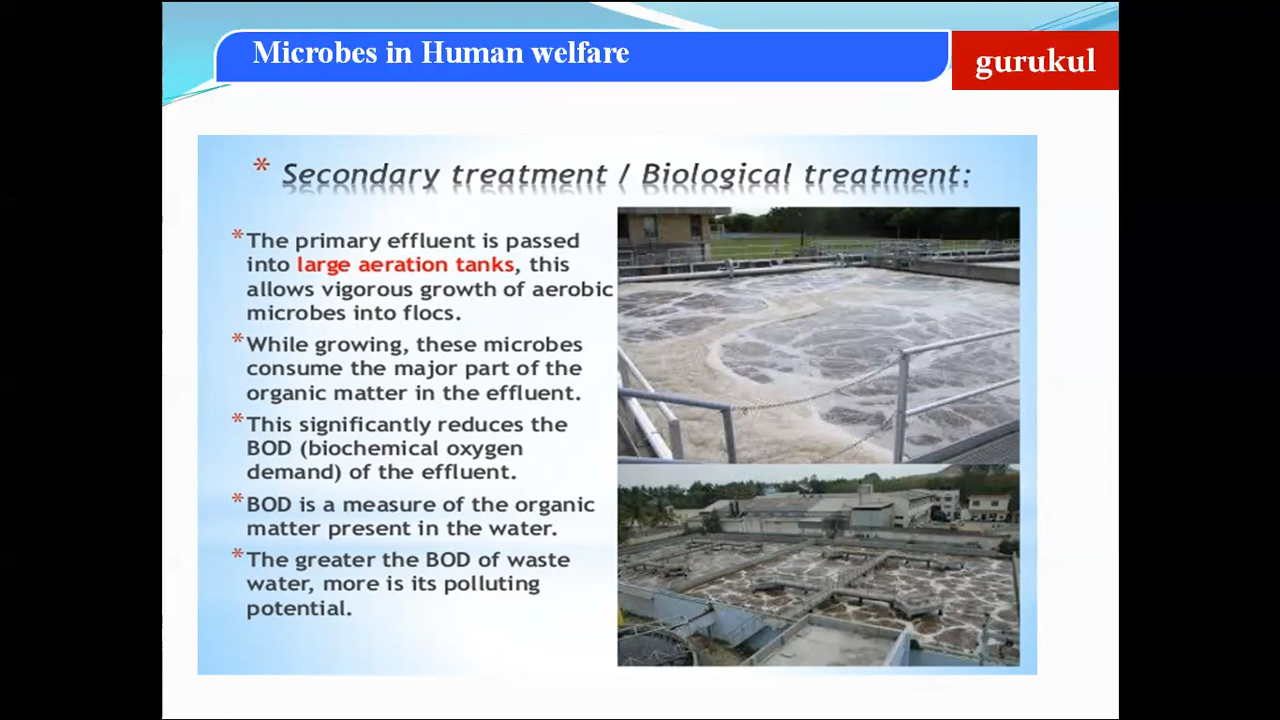 Microbes in Human welfare
gurukul
* Secondary treatment / Biological treatment:
*The primary effluent is passed
into large aeration tanks, this
allows vigorous growth of aerobic
microbes into flocs.
*While growing, these microbes
consume the major part of the
organic matter in the effluent.
*This significantly reduces the
BOD (biochemical oxygen
demand) of the effluent.
*BOD is a measure of the organic
matter present in the water.
*The greater the BOD of waste
water, more is its polluting
potential.